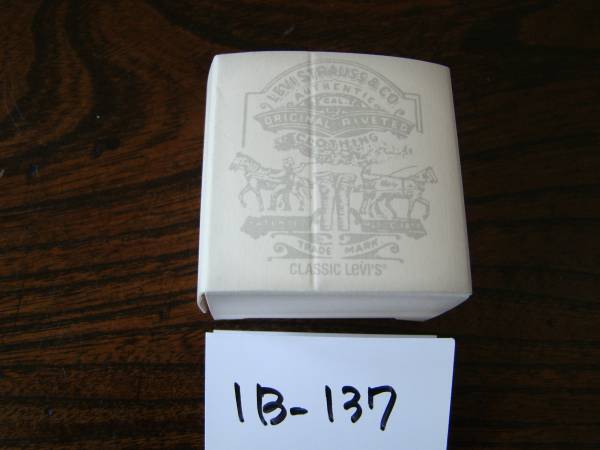 LEVI STRAUSS & CO.
AUTHENTIC
ORIGINAL RIVETED
CLOTHING
TRADE MARK
CLASSIC LEVI'S®
1B-137